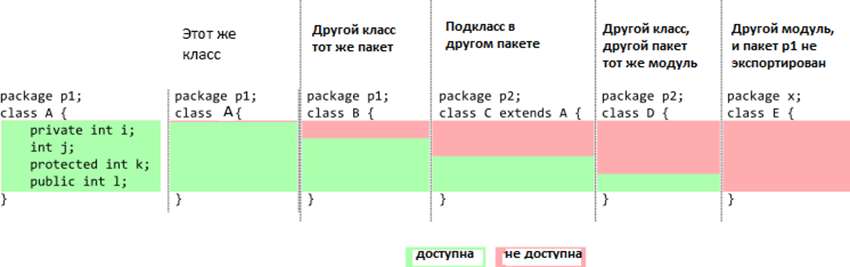 Этот же
класс
Другой класс
тот же пакет
Подкласс в
другом пакете
Другой класс,
другой пакет
тот же модуль
Другой модуль,
и пакет p1 не
экспортирован
package p1;
class A {
private int i;
int j;
protected int k;
public int l;
}
package p1;
class A {
}
package p1;
class B {
}
package p2;
class C extends A {
}
package p2;
class D {
}
package x;
class E {
}
доступна
не доступна